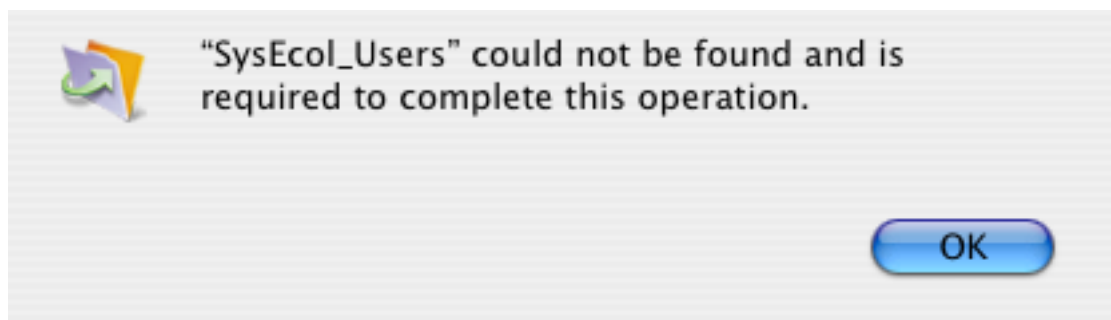 “SysEcol_Users” could not be found and is
required to complete this operation.
OK